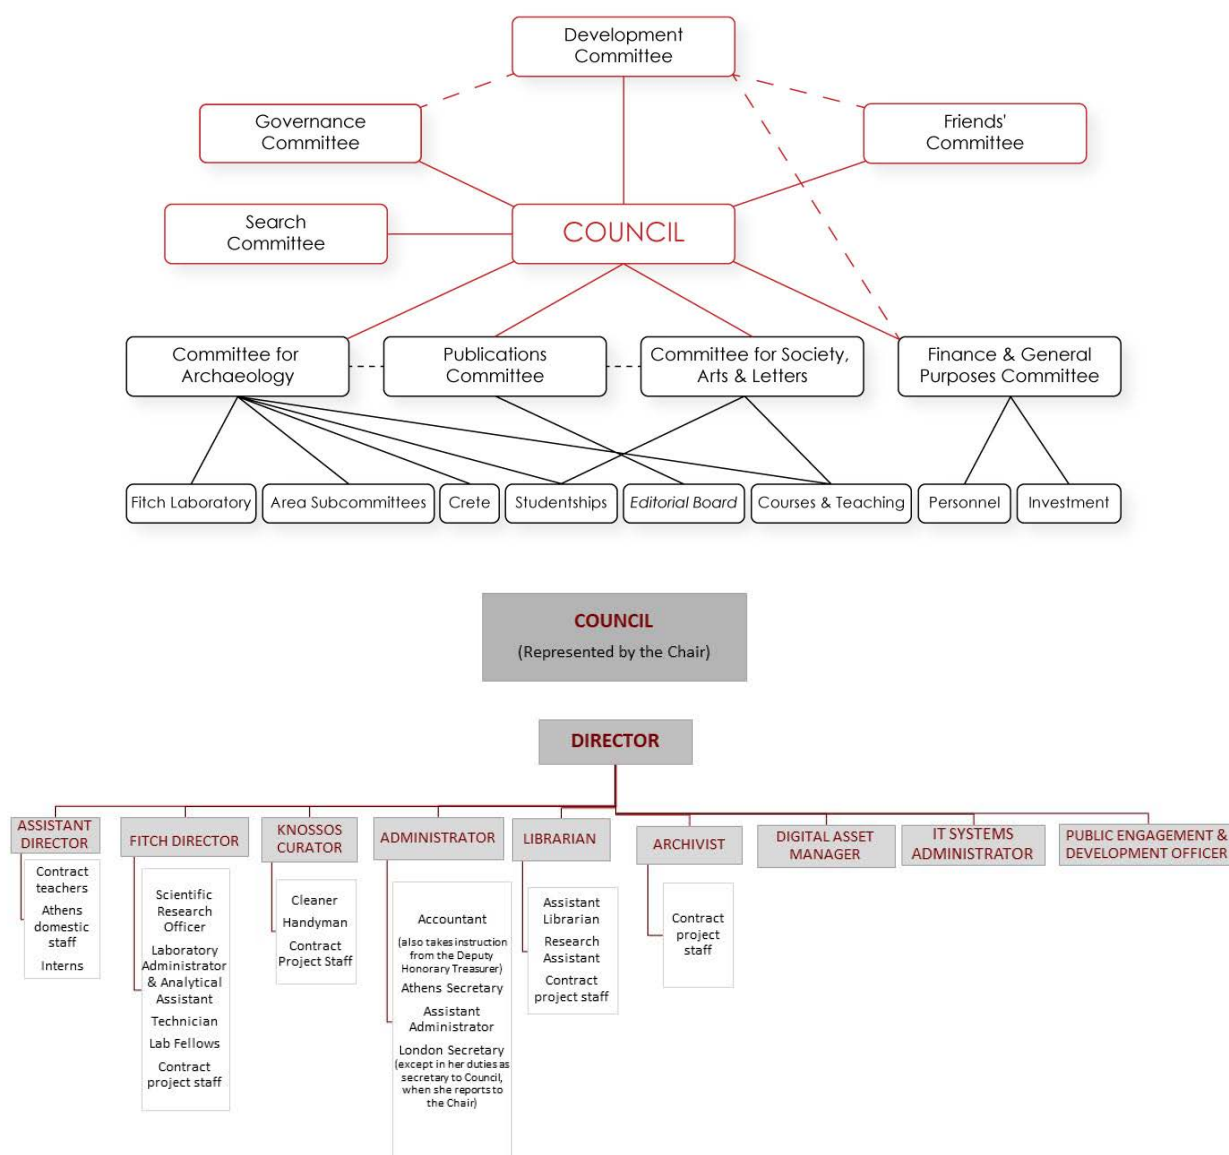 Development
Committee
Governance
Committee
Friends'
Committee
Search
Committee
COUNCIL
Committee for
Archaeology
Publications
Committee
Committee for Society,
Arts & Letters
Finance & General
Purposes Committee
Fitch Laboratory
Area Subcommittees
Crete
Studentships
Editorial Board
Courses & Teaching
Personnel
Investment
COUNCIL
(Represented by the Chair)
DIRECTOR
ASSISTANT
DIRECTOR
Contract
teachers
Athens
domestic
staff
Interns
FITCH DIRECTOR
Scientific
Research
Officer
Laboratory
Administrator
& Analytical
Assistant
Technician
Lab Fellows
Contract
project staff
KNOSSOS
CURATOR
Cleaner
Handyman
Contract
Project Staff
ADMINISTRATOR
Accountant
(also takes instruction
from the Deputy
Honorary Treasurer)
Athens Secretary
Assistant
Administrator
London Secretary
(except in her duties as
secretary to Council,
when she reports to
the Chair)
LIBRARIAN
Assistant
Librarian
Research
Assistant
Contract
project staff
ARCHIVIST
Contract
project
staff
DIGITAL ASSET
MANAGER
IT SYSTEMS
ADMINISTRATOR
PUBLIC ENGAGEMENT &
DEVELOPMENT OFFICER